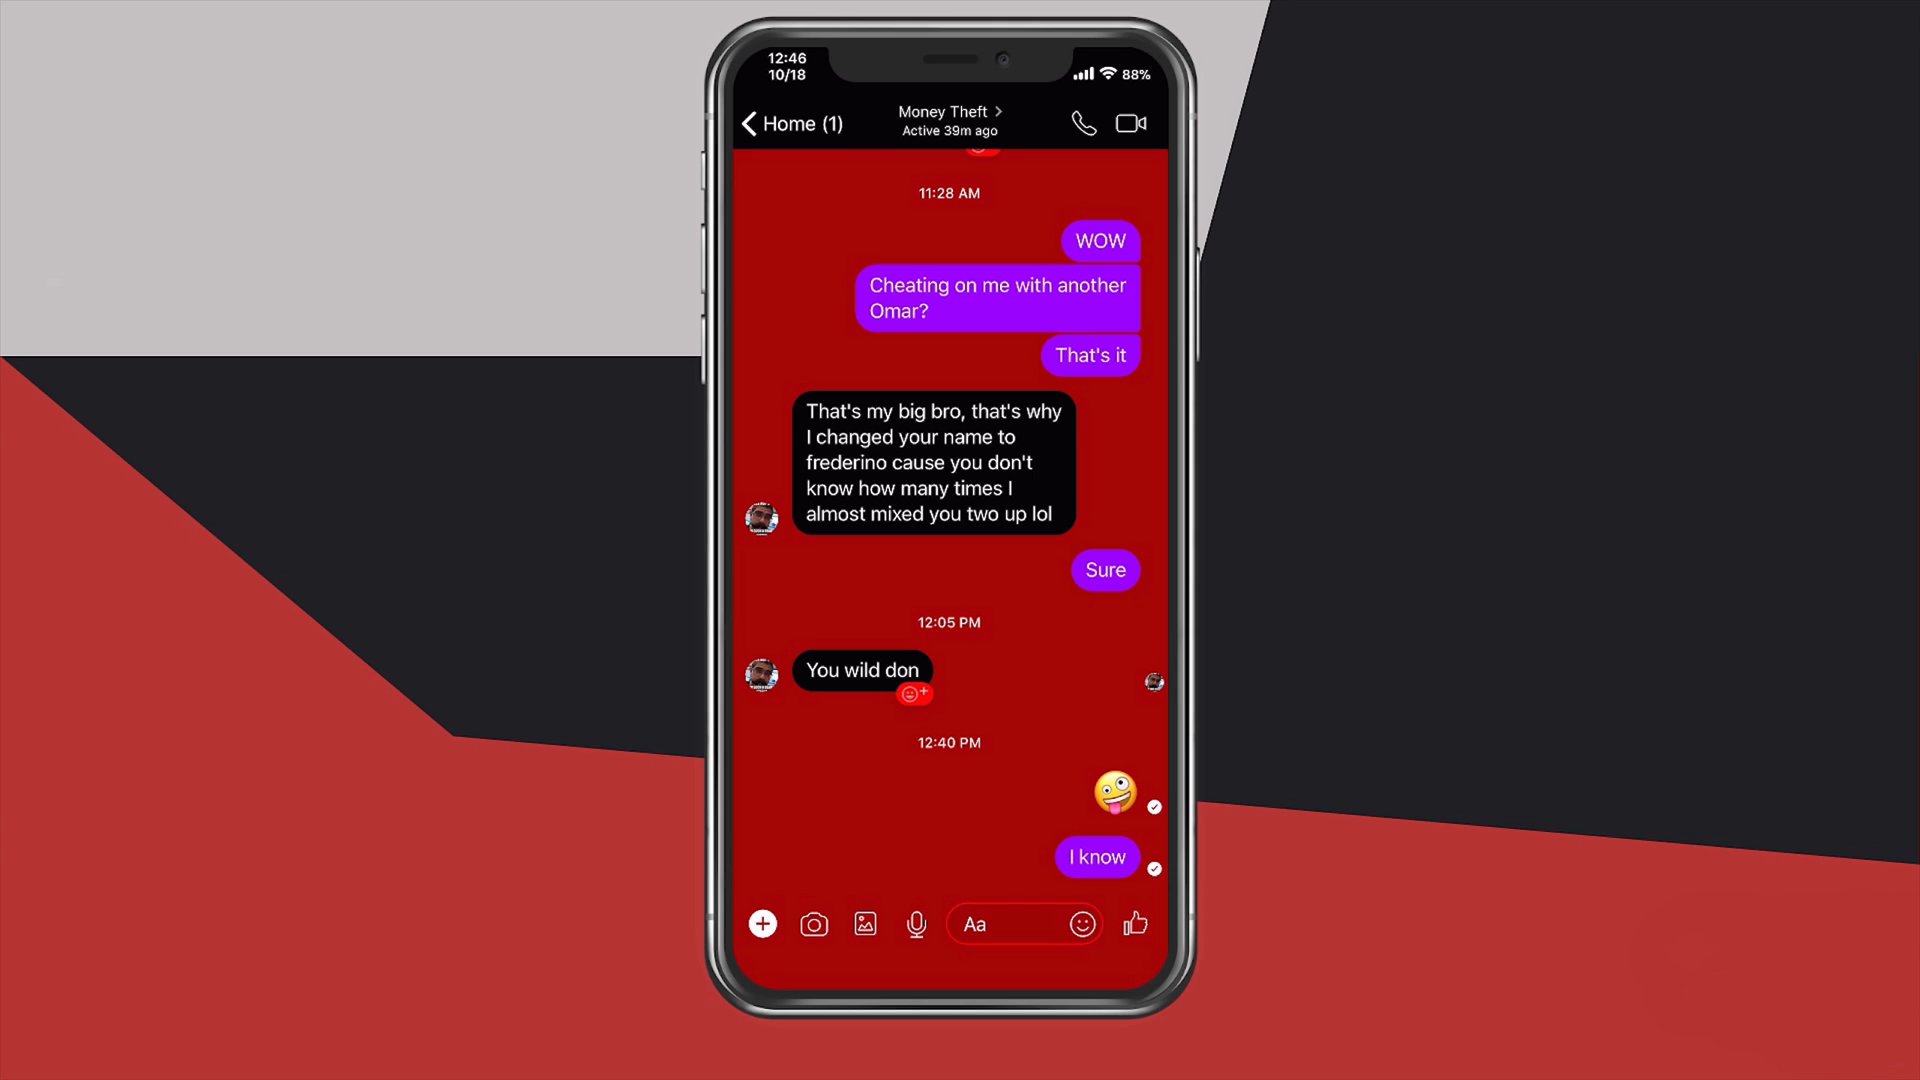 12:46
10/18
88%
Home (1)
Money Theft
Active 39m ago
11:28 AM
WOW
Cheating on me with another
Omar?
That's it
That's my big bro, that's why
I changed your name to
frederino cause you don't
know how many times I
almost mixed you two up lol
Sure
12:05 PM
You wild don
12:40 PM
I know
Aa